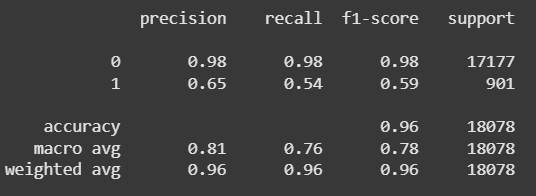 precision recall f1-score support
0 0.98 0.98 0.98 17177
1 0.65 0.54 0.59 901
accuracy 0.96 18078
macro avg 0.81 0.76 0.78 18078
weighted avg 0.96 0.96 0.96 18078